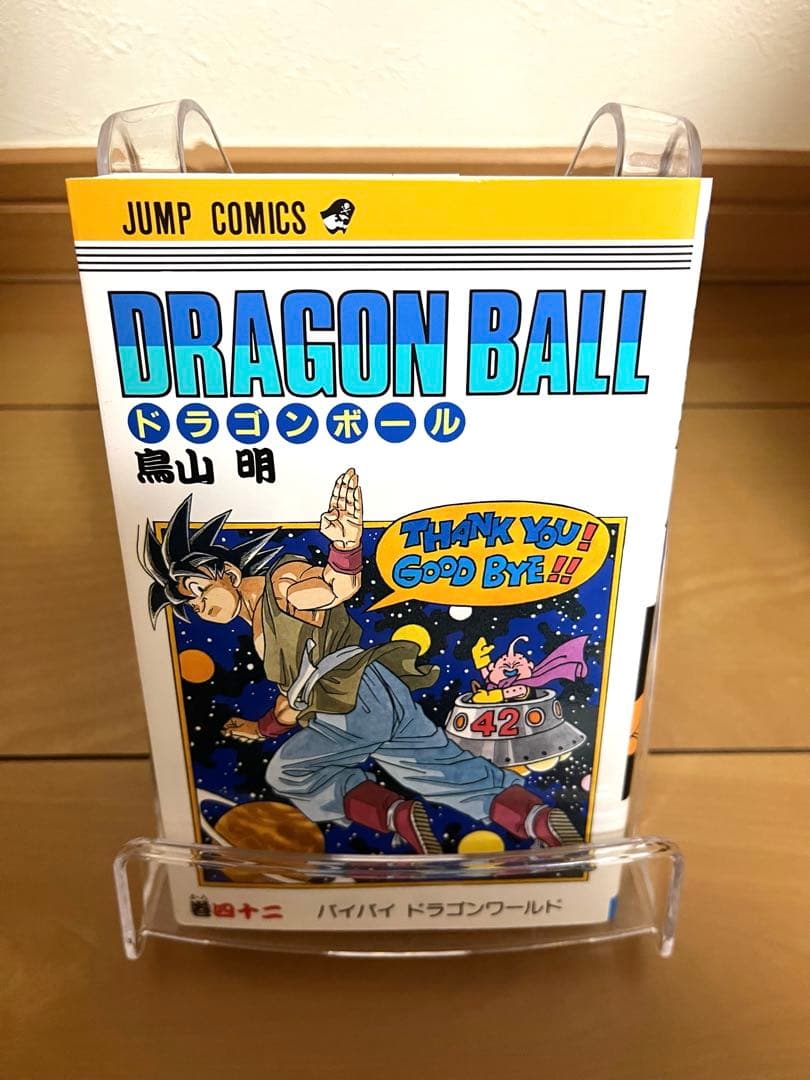 JUMP COMICS
DRAGON BALL
ドラゴンボール
鳥山 明
THANK YOU!
GOOD BYE!!
42
巻四十二 バイバイ ドラゴンワールド